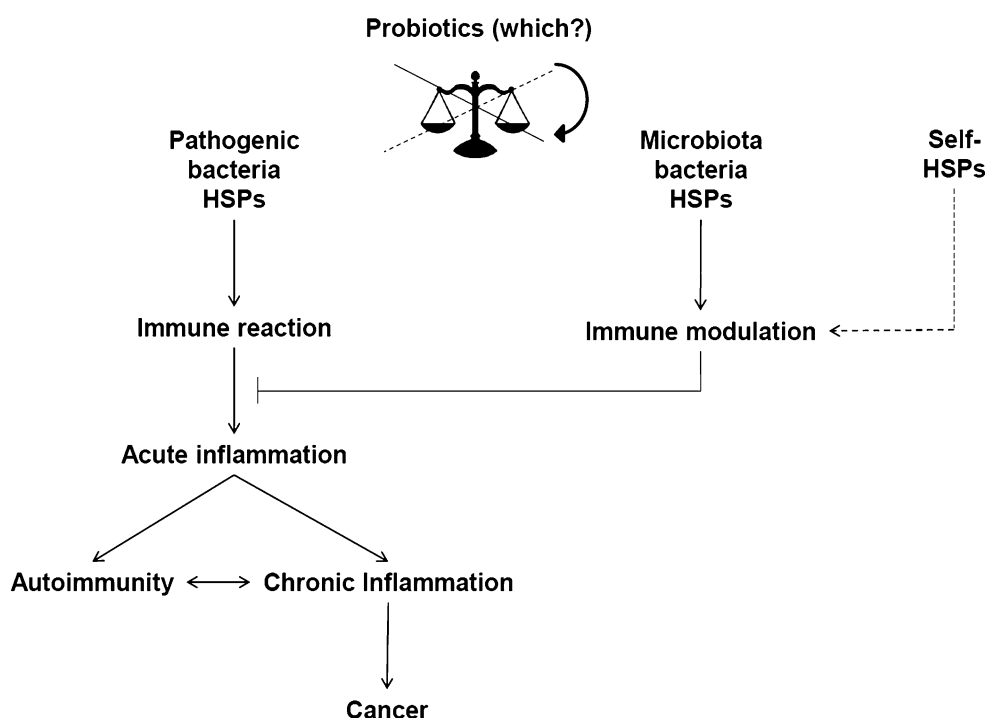 Probiotics (which?)
Pathogenic
bacteria
HSPs
Microbiota
bacteria
HSPs
Self-
HSPs
Immune reaction
Immune modulation
Acute inflammation
Autoimmunity
Chronic Inflammation
Cancer